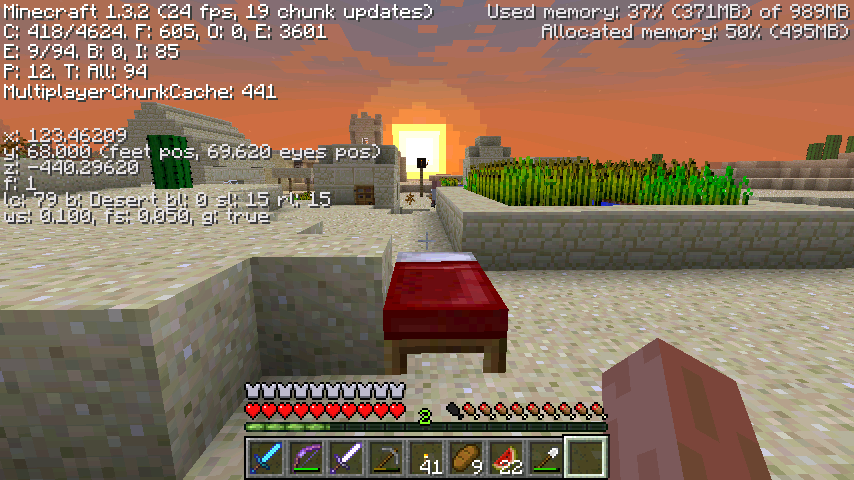 Minecraft 1.3.2 (24 fps, 19 chunk updates)
C: 418/4624. F: 605, O: 0, E: 3601
E: 9/94. B: 0, I: 85
P: 12. T: All: 94
MultiplayerChunkCache: 441
Used memory: 37% (371MB) of 989MB
Allocated memory: 50% (495MB)
x: 123.46209
y: 68.000 (feet pos, 69.620 eyes pos)
z: -440.29620
f: 1
lc: 79 b: Desert bl: 0 sl: 15 rl: 15
ws: 0.100, fs: 0.050, g: true
8
41 9 22